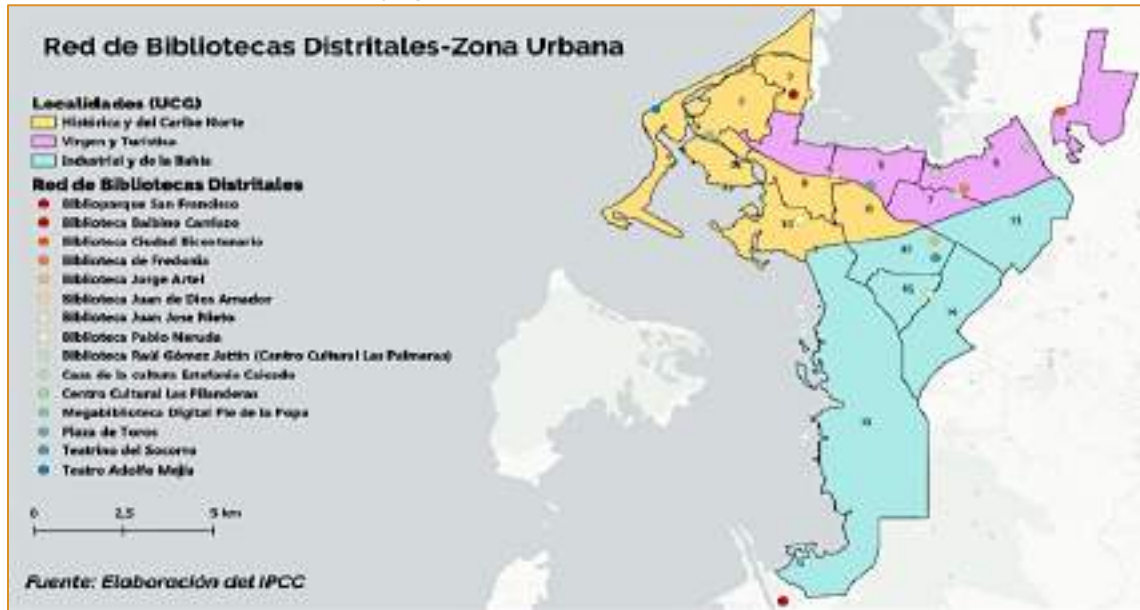 Red de Bibliotecas Distritales-Zona Urbana
Localidades (UCG)
Histórica y del Caribe Norte
Virgen y Turística
Industrial y de la Bahía
Red de Bibliotecas Distritales
Biblioparque San Francisco
Biblioteca Balbino Carriazo
Biblioteca Ciudad Bicentenario
Biblioteca de Fredonia
Biblioteca Jorge Artel
Biblioteca Juan de Dios Amador
Biblioteca Juan José Nieto
Biblioteca Pablo Neruda
Biblioteca Raúl Gómez Jattin (Centro Cultural Las Palmeras)
Casa de la cultura Estefanía Caicedo
Centro Cultural Las Pilanderas
Megabiblioteca Digital Pie de la Popa
Plaza de Toros
Teatrino del Socorro
Teatro Adolfo Mejía
0 2,5 5 km
Fuente: Elaboración del IPCC